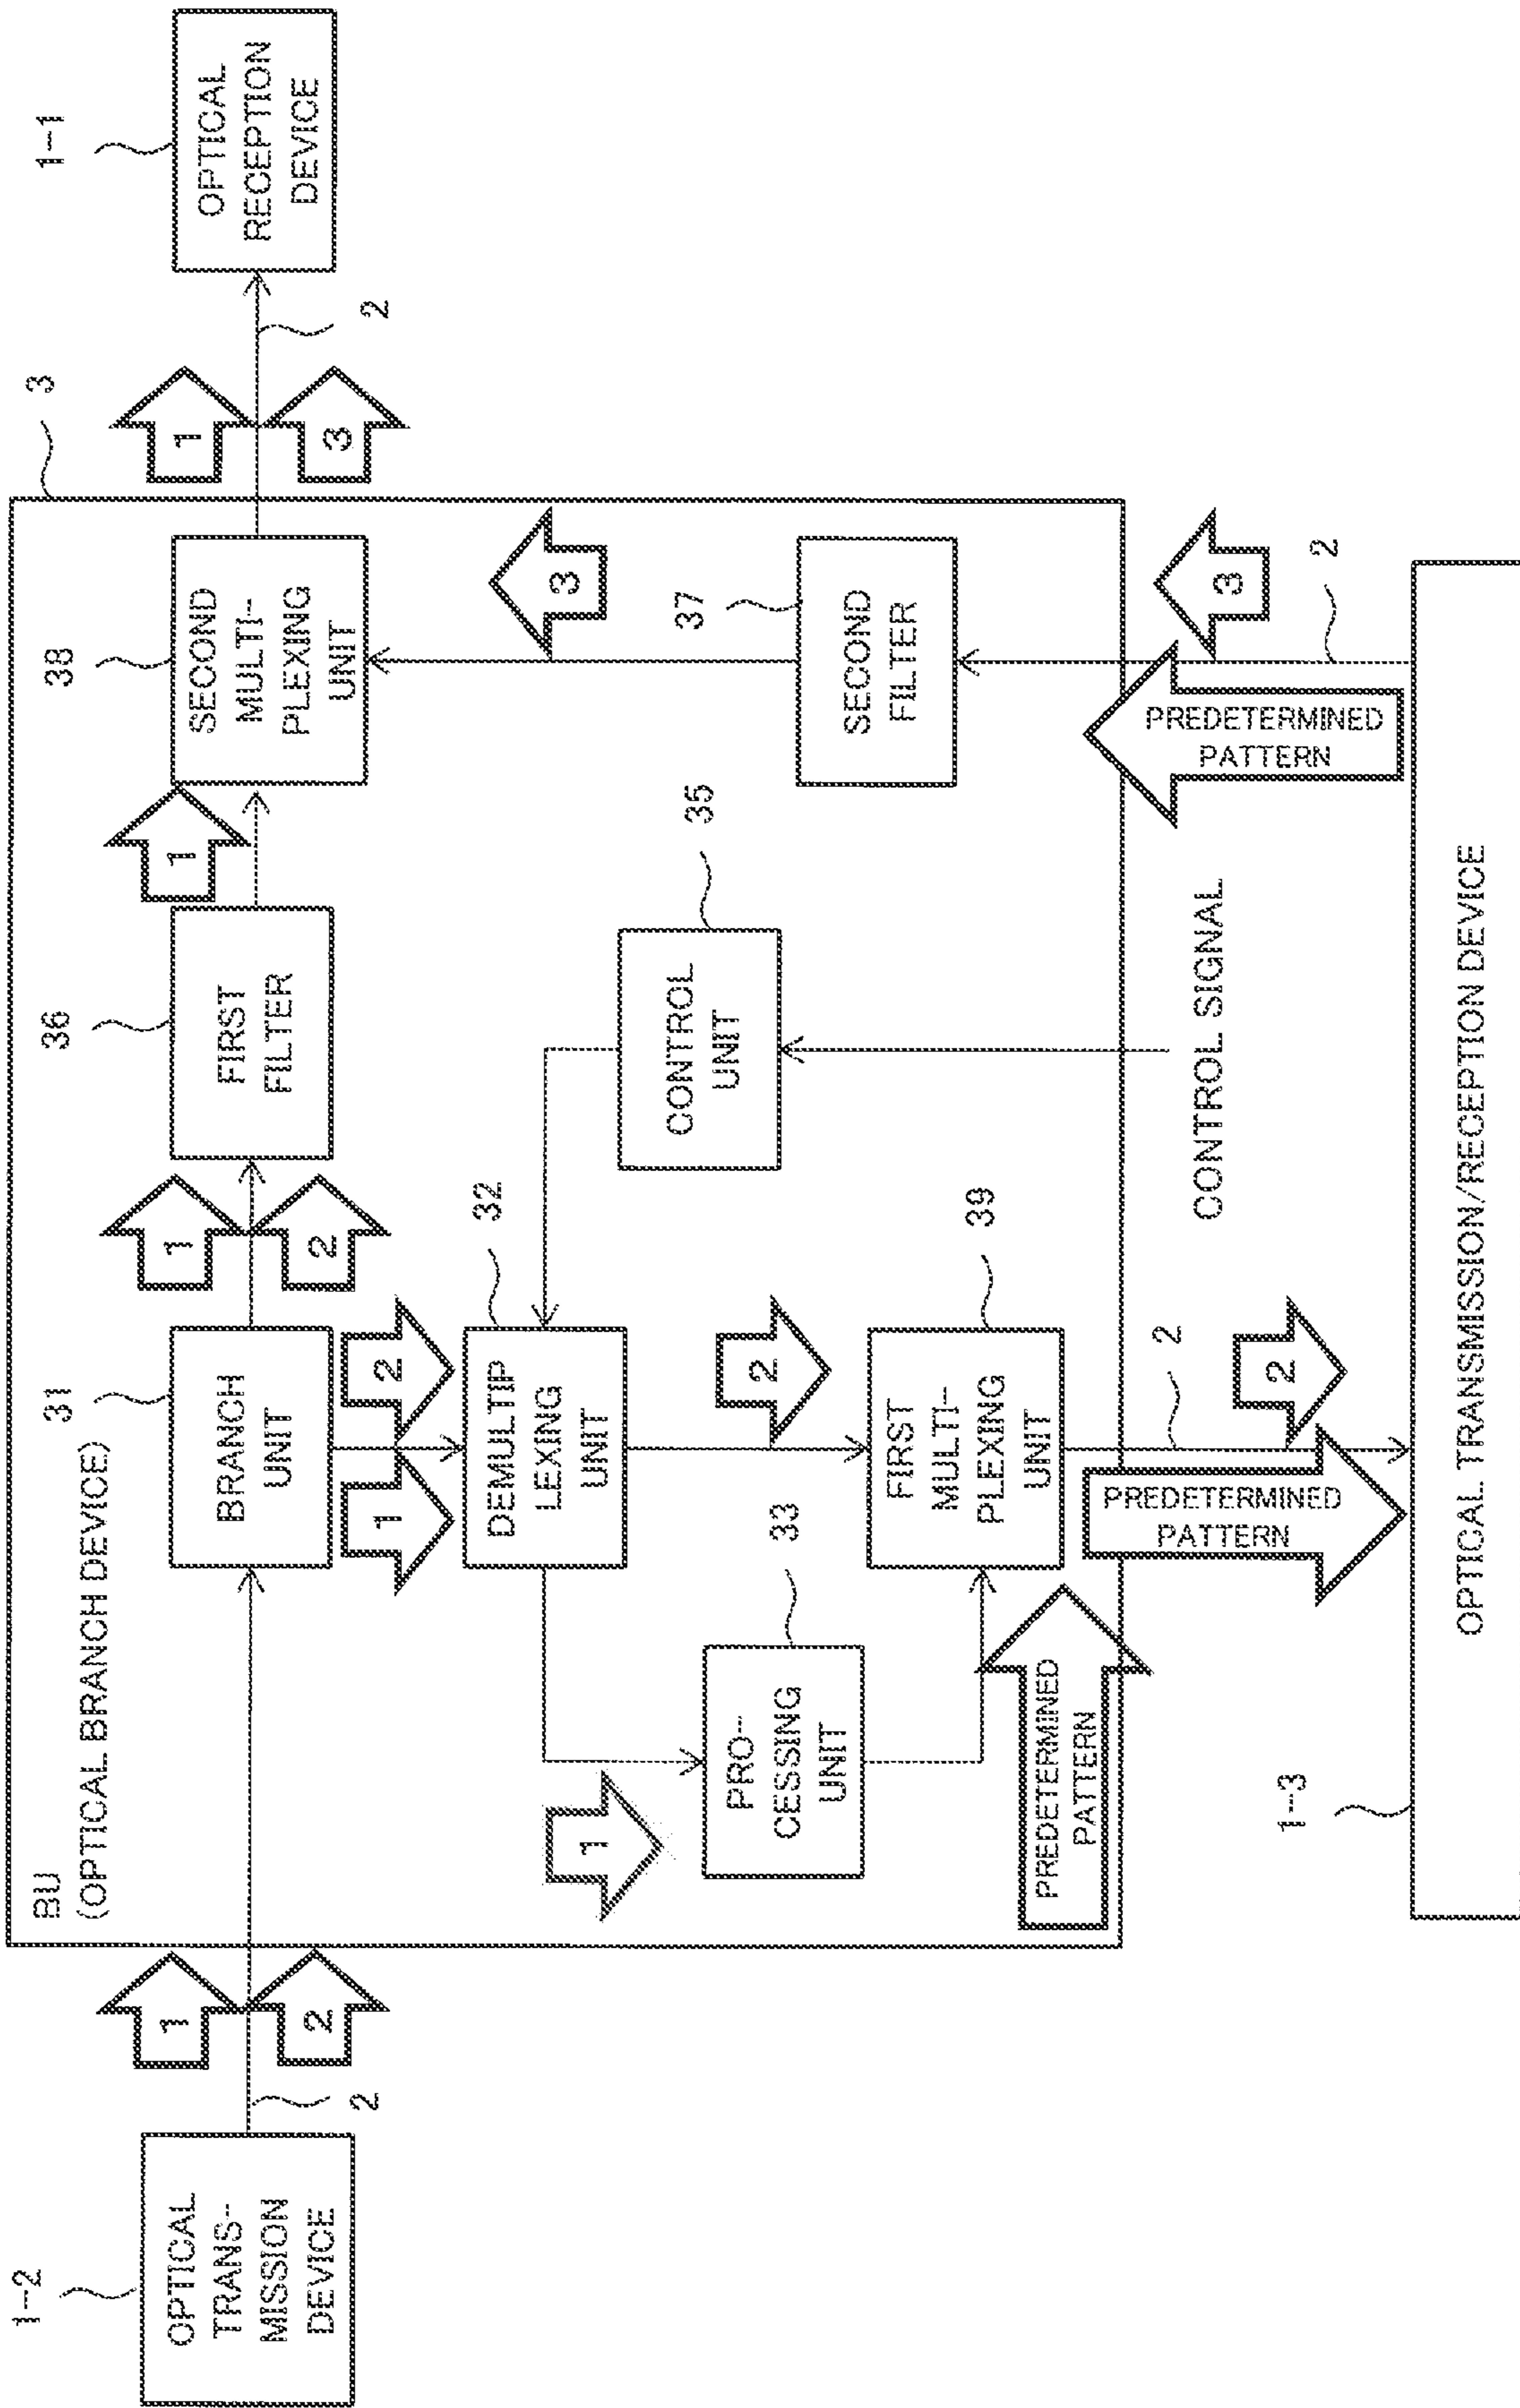 1-2
OPTICAL
TRANS-
MISSION
DEVICE
1
2
2
BU
(OPTICAL BRANCH DEVICE)
31
BRANCH
UNIT
1
2
36
FIRST
FILTER
1
38
SECOND
MULTI-
PLEXING
UNIT
3
1
3
2
1-1
OPTICAL
RECEPTION
DEVICE
1
2
32
DEMULTIP
LEXING
UNIT
35
CONTROL
UNIT
3
1
33
PRO-
CESSING
UNIT
2
39
FIRST
MULTI-
PLEXING
UNIT
37
SECOND
FILTER
PREDETERMINED
PATTERN
PREDETERMINED
PATTERN
2
2
CONTROL SIGNAL
PREDETERMINED
PATTERN
3
2
1-3
OPTICAL TRANSMISSION/RECEPTION DEVICE